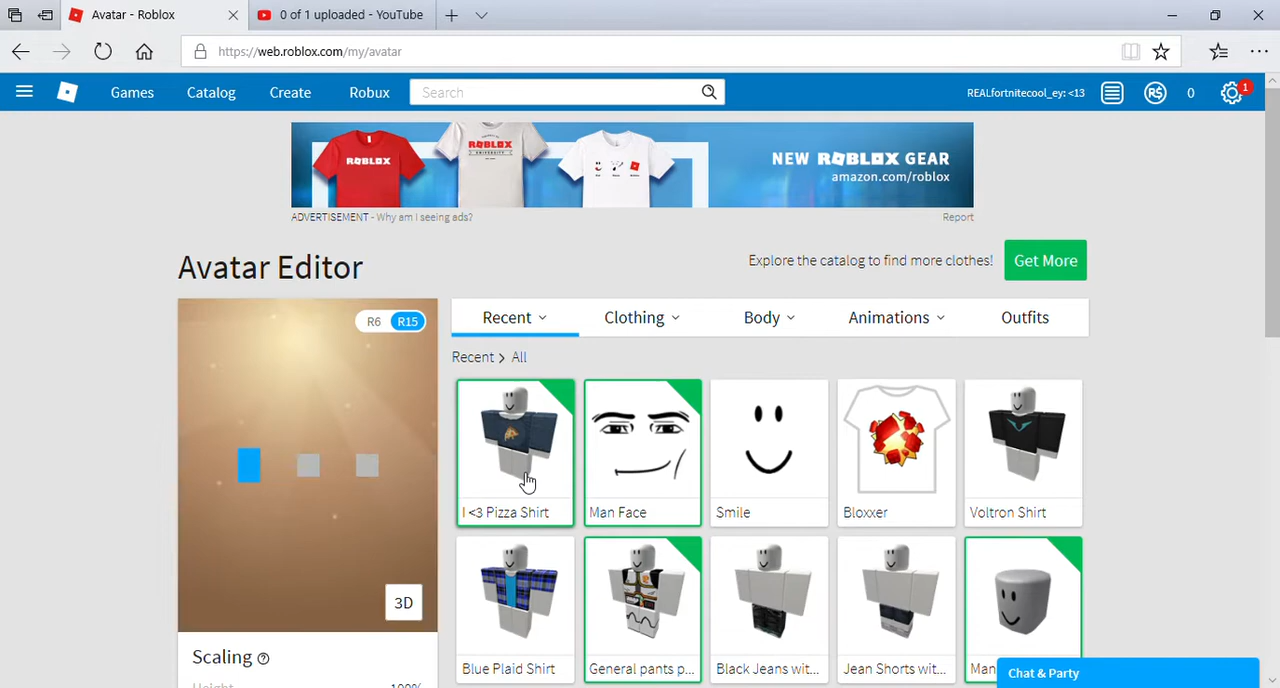 Avatar - Roblox
0 of 1 uploaded - YouTube
https://web.roblox.com/my/avatar
Games
Catalog
Create
Robux
Search
REALfortnitecool_ey: <13
R$
0
1
ROBLOX
ROBLOX
NEW ROBLOX GEAR
amazon.com/roblox
ADVERTISEMENT - Why am I seeing ads?
Report
Avatar Editor
Explore the catalog to find more clothes!
Get More
R6
R15
Recent
Clothing
Body
Animations
Outfits
Recent > All
I <3 Pizza Shirt
Man Face
Smile
Bloxxer
Voltron Shirt
3D
Blue Plaid Shirt
General pants p...
Black Jeans wit...
Jean Shorts wit...
Man
Scaling
Height
100%
Chat & Party